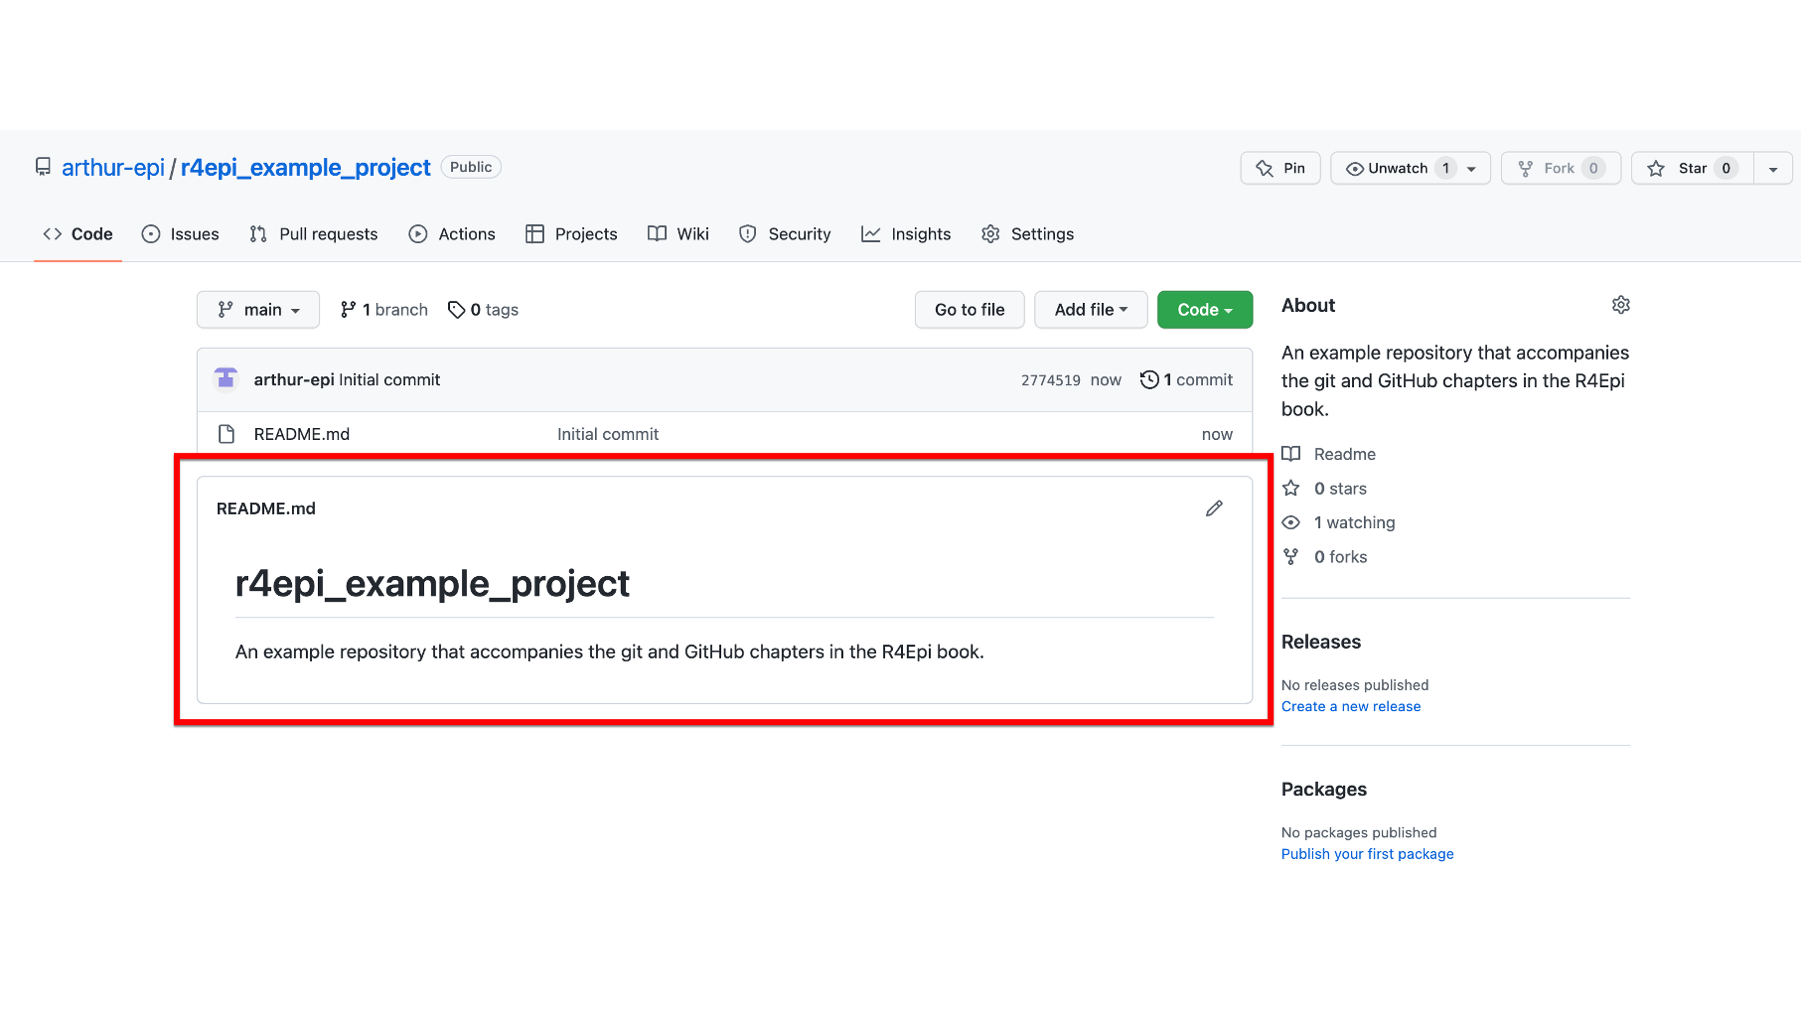 arthur-epi / r4epi_example_project Public
Pin Unwatch 1 Fork 0 Star 0
Code Issues Pull requests Actions Projects Wiki Security Insights Settings
main 1 branch 0 tags Go to file Add file Code
arthur-epi Initial commit 2774519 now 1 commit
README.md Initial commit now
README.md
r4epi_example_project
An example repository that accompanies the git and GitHub chapters in the R4Epi book.
About
An example repository that accompanies
the git and GitHub chapters in the R4Epi
book.
Readme
0 stars
1 watching
0 forks
Releases
No releases published
Create a new release
Packages
No packages published
Publish your first package